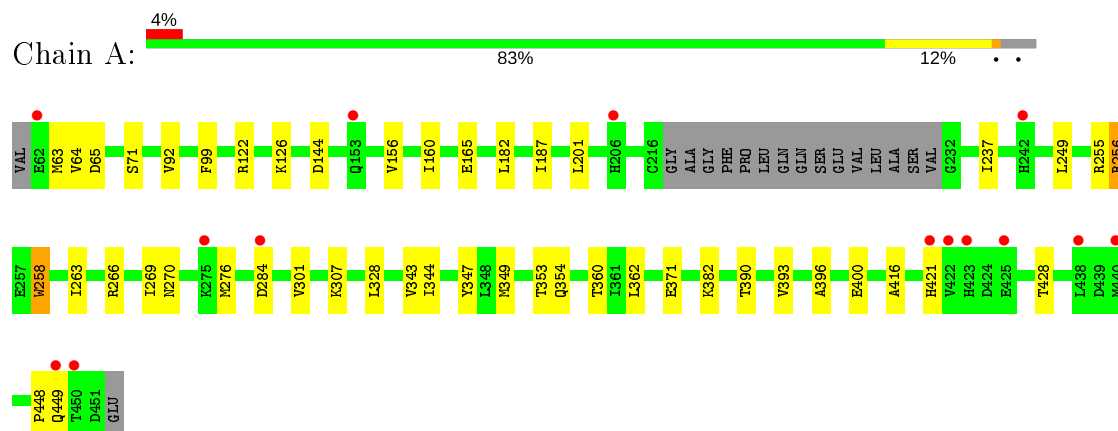 4%
Chain A:
83%
12%
VAL E62 M63 V64 D65 S71 V92 F99 R122 K126 D144 Q153 V156 I160 E165 L182 I187 L201 H206 C216 GLY ALA GLY PHE PRO LEU GLN GLN SER GLU VAL LEU ALA SER VAL G232 I237 H242 L249 R255 R256
E257 W258 I263 R266 I269 N270 K275 M276 D284 V301 K307 L328 V343 I344 Y347 L348 M349 T353 Q354 T360 I361 L362 E371 K382 T390 V393 A396 E400 A416 H421 V422 H423 D424 E425 T428 L438 D439 M440
P448 Q449 T450 D451 GLU